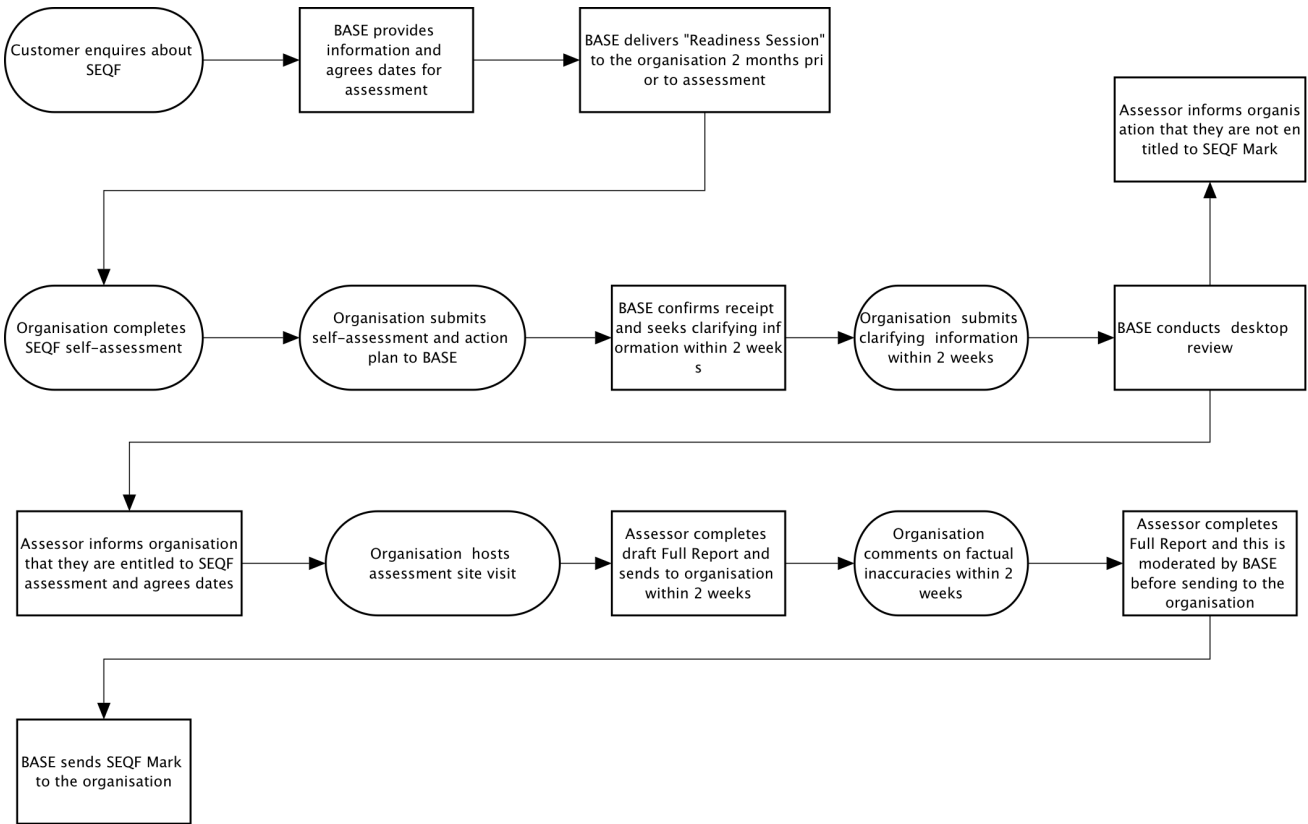 Customer enquires about
SEQF
BASE provides
information and
agrees dates for
assessment
BASE delivers "Readiness Session"
to the organisation 2 months pri
or to assessment
Assessor informs organis
ation that they are not en
titled to SEQF Mark
Organisation completes
SEQF self-assessment
Organisation submits
self-assessment and action
plan to BASE
BASE confirms receipt
and seeks clarifying inf
ormation within 2 week
s
Organisation submits
clarifying information
within 2 weeks
BASE conducts desktop
review
Assessor informs organisation
that they are entitled to SEQF
assessment and agrees dates
Organisation hosts
assessment site visit
Assessor completes
draft Full Report and
sends to organisation
within 2 weeks
Organisation
comments on factual
inaccuracies within 2
weeks
Assessor completes
Full Report and this is
moderated by BASE
before sending to the
organisation
BASE sends SEQF Mark
to the organisation